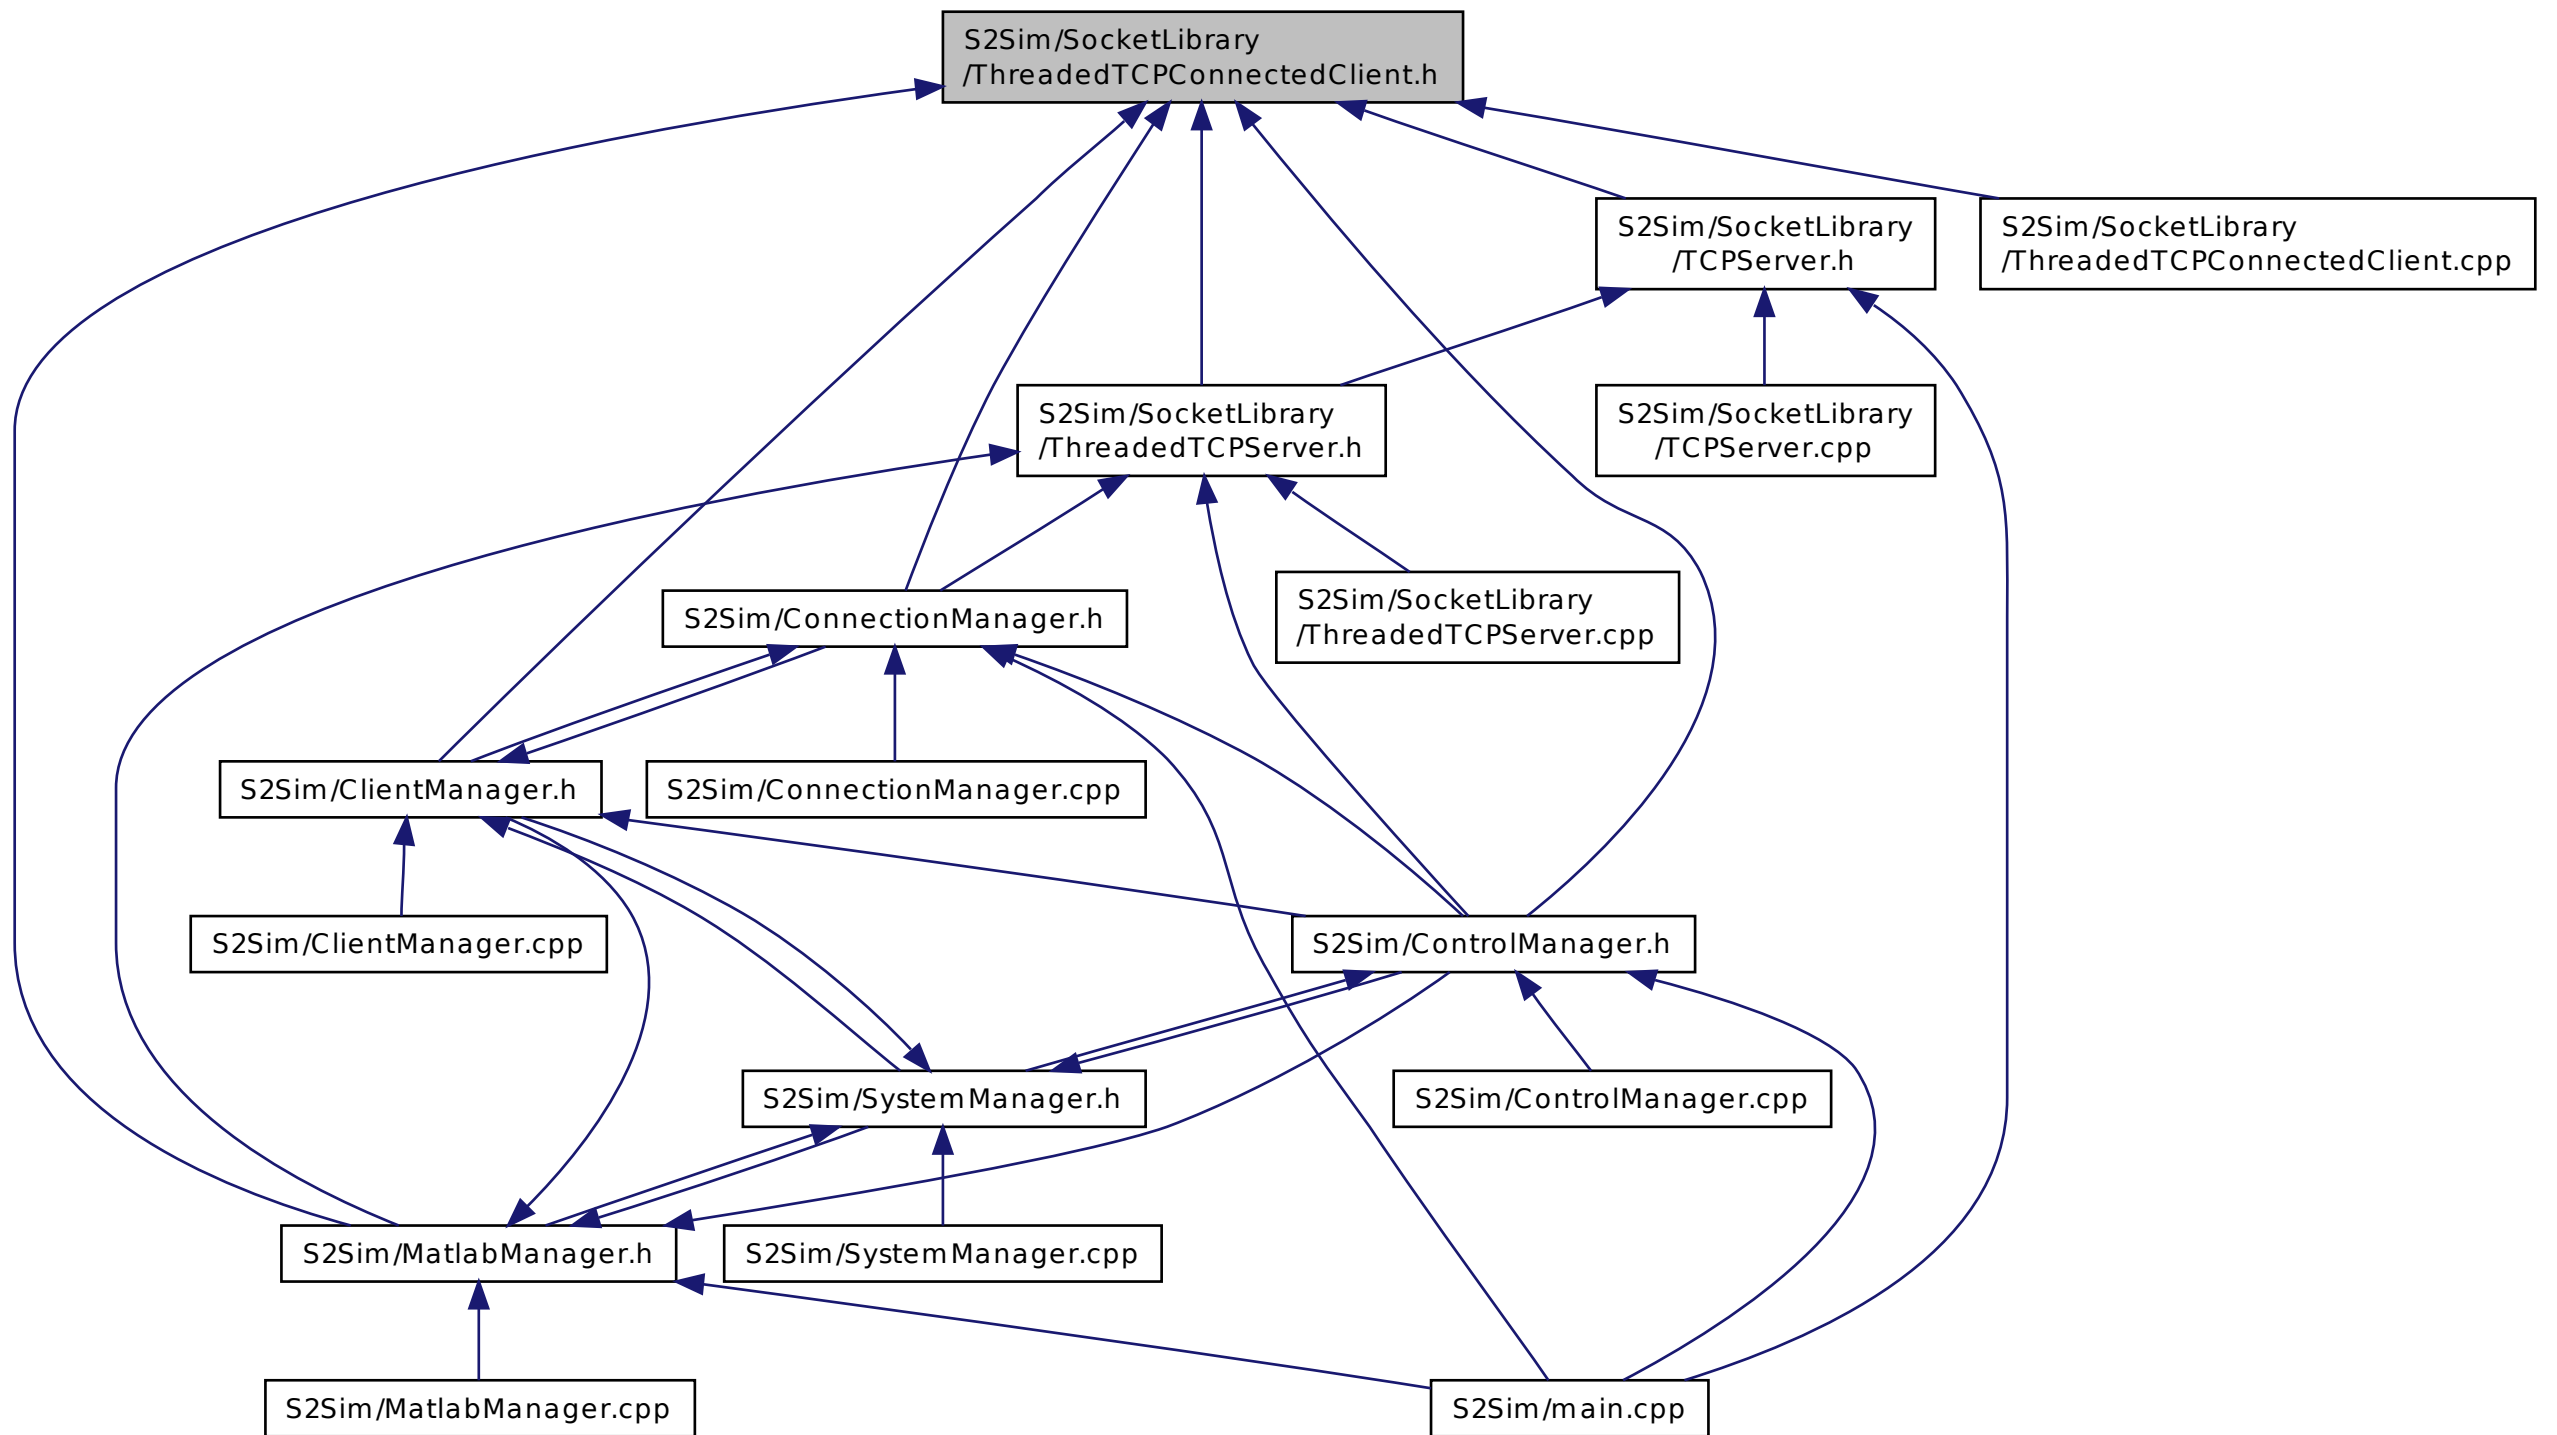 S2Sim/SocketLibrary
/ThreadedTCPConnectedClient.h
S2Sim/SocketLibrary
/TCPServer.h
S2Sim/SocketLibrary
/ThreadedTCPConnectedClient.cpp
S2Sim/SocketLibrary
/ThreadedTCPServer.h
S2Sim/SocketLibrary
/TCPServer.cpp
S2Sim/ConnectionManager.h
S2Sim/SocketLibrary
/ThreadedTCPServer.cpp
S2Sim/ClientManager.h
S2Sim/ConnectionManager.cpp
S2Sim/ClientManager.cpp
S2Sim/ControlManager.h
S2Sim/SystemManager.h
S2Sim/ControlManager.cpp
S2Sim/MatlabManager.h
S2Sim/SystemManager.cpp
S2Sim/MatlabManager.cpp
S2Sim/main.cpp